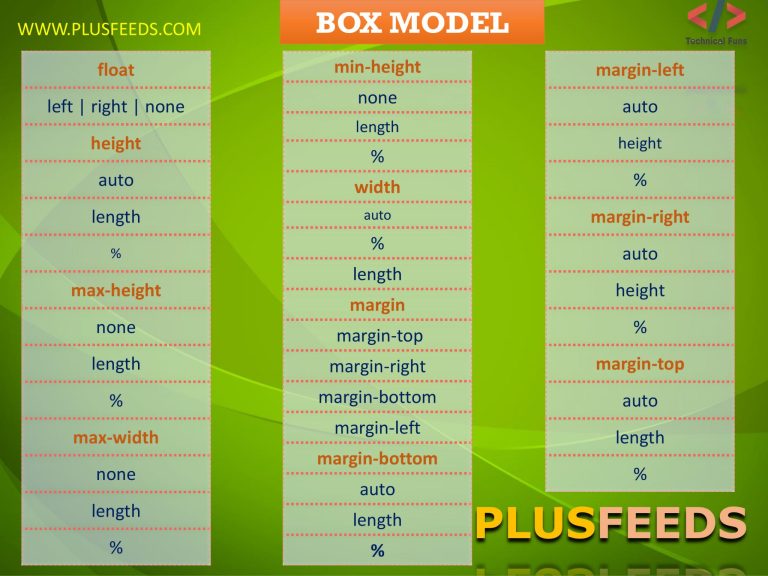 WWW.PLUSFEEDS.COM
BOX MODEL
</>
Technical Funs
float
left | right | none
height
auto
length
%
max-height
none
length
%
max-width
none
length
%
min-height
none
length
%
width
auto
%
length
margin
margin-top
margin-right
margin-bottom
margin-left
margin-bottom
auto
length
%
margin-left
auto
height
%
margin-right
auto
height
%
margin-top
auto
length
%
PLUSFEEDS